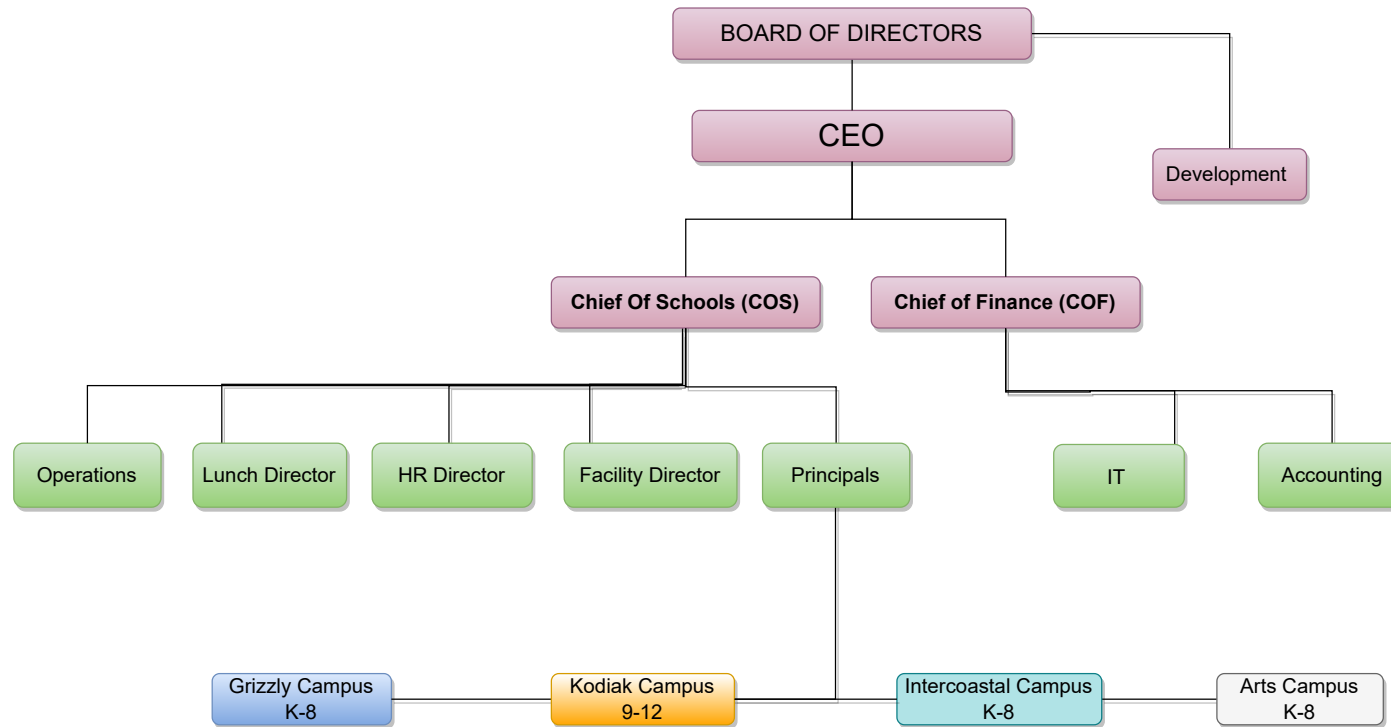 BOARD OF DIRECTORS
CEO
Development
Chief Of Schools (COS)
Chief of Finance (COF)
Operations
Lunch Director
HR Director
Facility Director
Principals
IT
Accounting
Grizzly Campus
K-8
Kodiak Campus
9-12
Intercoastal Campus
K-8
Arts Campus
K-8